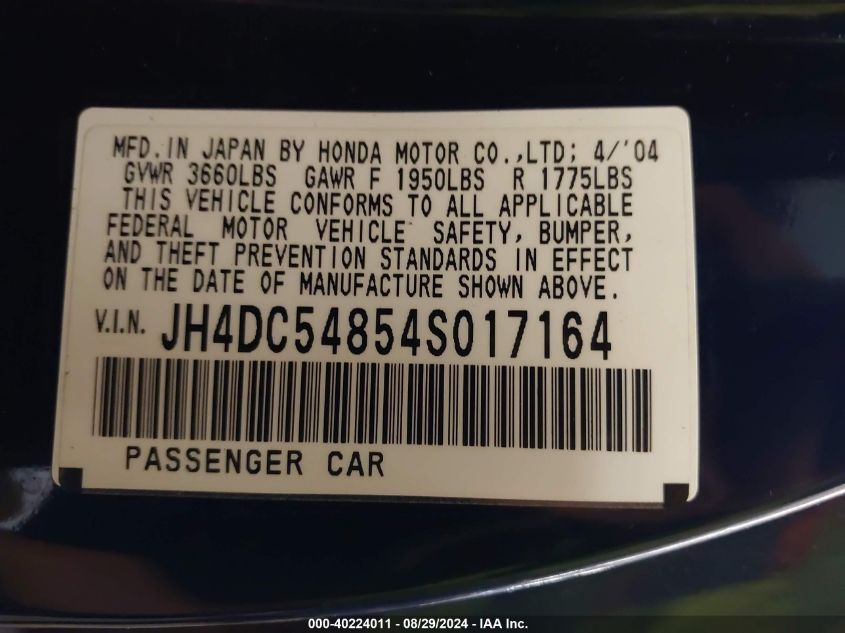 MFD. IN JAPAN BY HONDA MOTOR CO.,LTD; 4/'04
GVWR 3660LBS GAWR F 1950LBS R 1775LBS
THIS VEHICLE CONFORMS TO ALL APPLICABLE
FEDERAL MOTOR VEHICLE SAFETY, BUMPER,
AND THEFT PREVENTION STANDARDS IN EFFECT
ON THE DATE OF MANUFACTURE SHOWN ABOVE.
V.I.N. JH4DC54854S017164
PASSENGER CAR
000-40224011 - 08/29/2024 - IAA Inc.